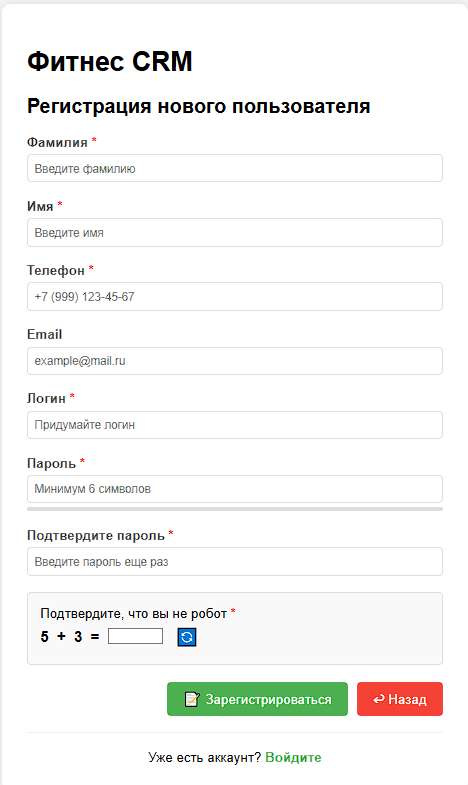 Фитнес CRM
Регистрация нового пользователя
Фамилия *
Введите фамилию
Имя *
Введите имя
Телефон *
+7 (999) 123-45-67
Email
example@mail.ru
Логин *
Придумайте логин
Пароль *
Минимум 6 символов
Подтвердите пароль *
Введите пароль еще раз
Подтвердите, что вы не робот *
5 + 3 =
Зарегистрироваться
Назад
Уже есть аккаунт? Войдите